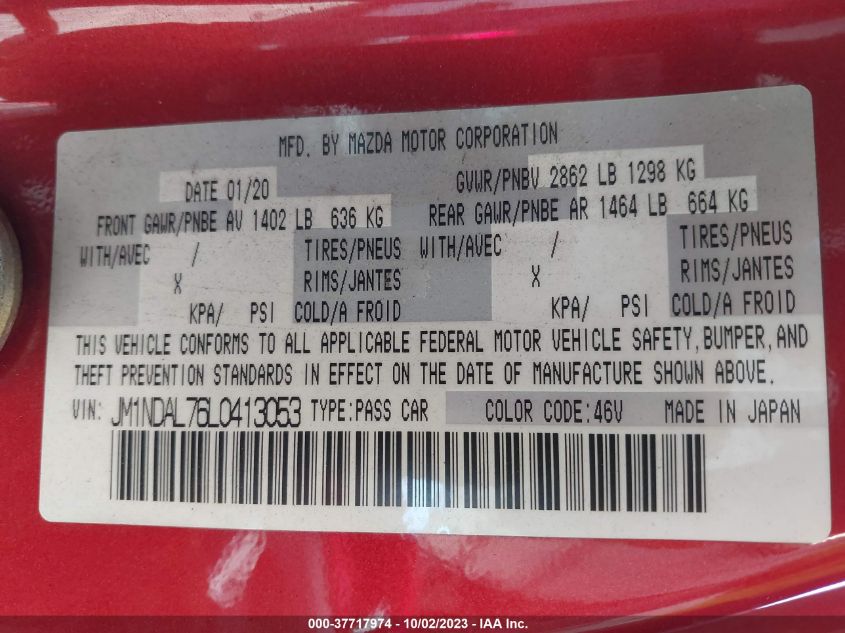 MFD. BY MAZDA MOTOR CORPORATION
DATE 01/20 GVWR/PNBV 2862 LB 1298 KG
FRONT GAWR/PNBE AV 1402 LB 636 KG REAR GAWR/PNBE AR 1464 LB 664 KG
WITH/AVEC / TIRES/PNEUS WITH/AVEC / TIRES/PNEUS
X RIMS/JANTES X RIMS/JANTES
KPA/ PSI COLD/A FROID KPA/ PSI COLD/A FROID
THIS VEHICLE CONFORMS TO ALL APPLICABLE FEDERAL MOTOR VEHICLE SAFETY, BUMPER, AND
THEFT PREVENTION STANDARDS IN EFFECT ON THE DATE OF MANUFACTURE SHOWN ABOVE.
VIN: JM1NDAL76L0413053 TYPE:PASS CAR COLOR CODE:46V MADE IN JAPAN
000-37717974 - 10/02/2023 - IAA Inc.